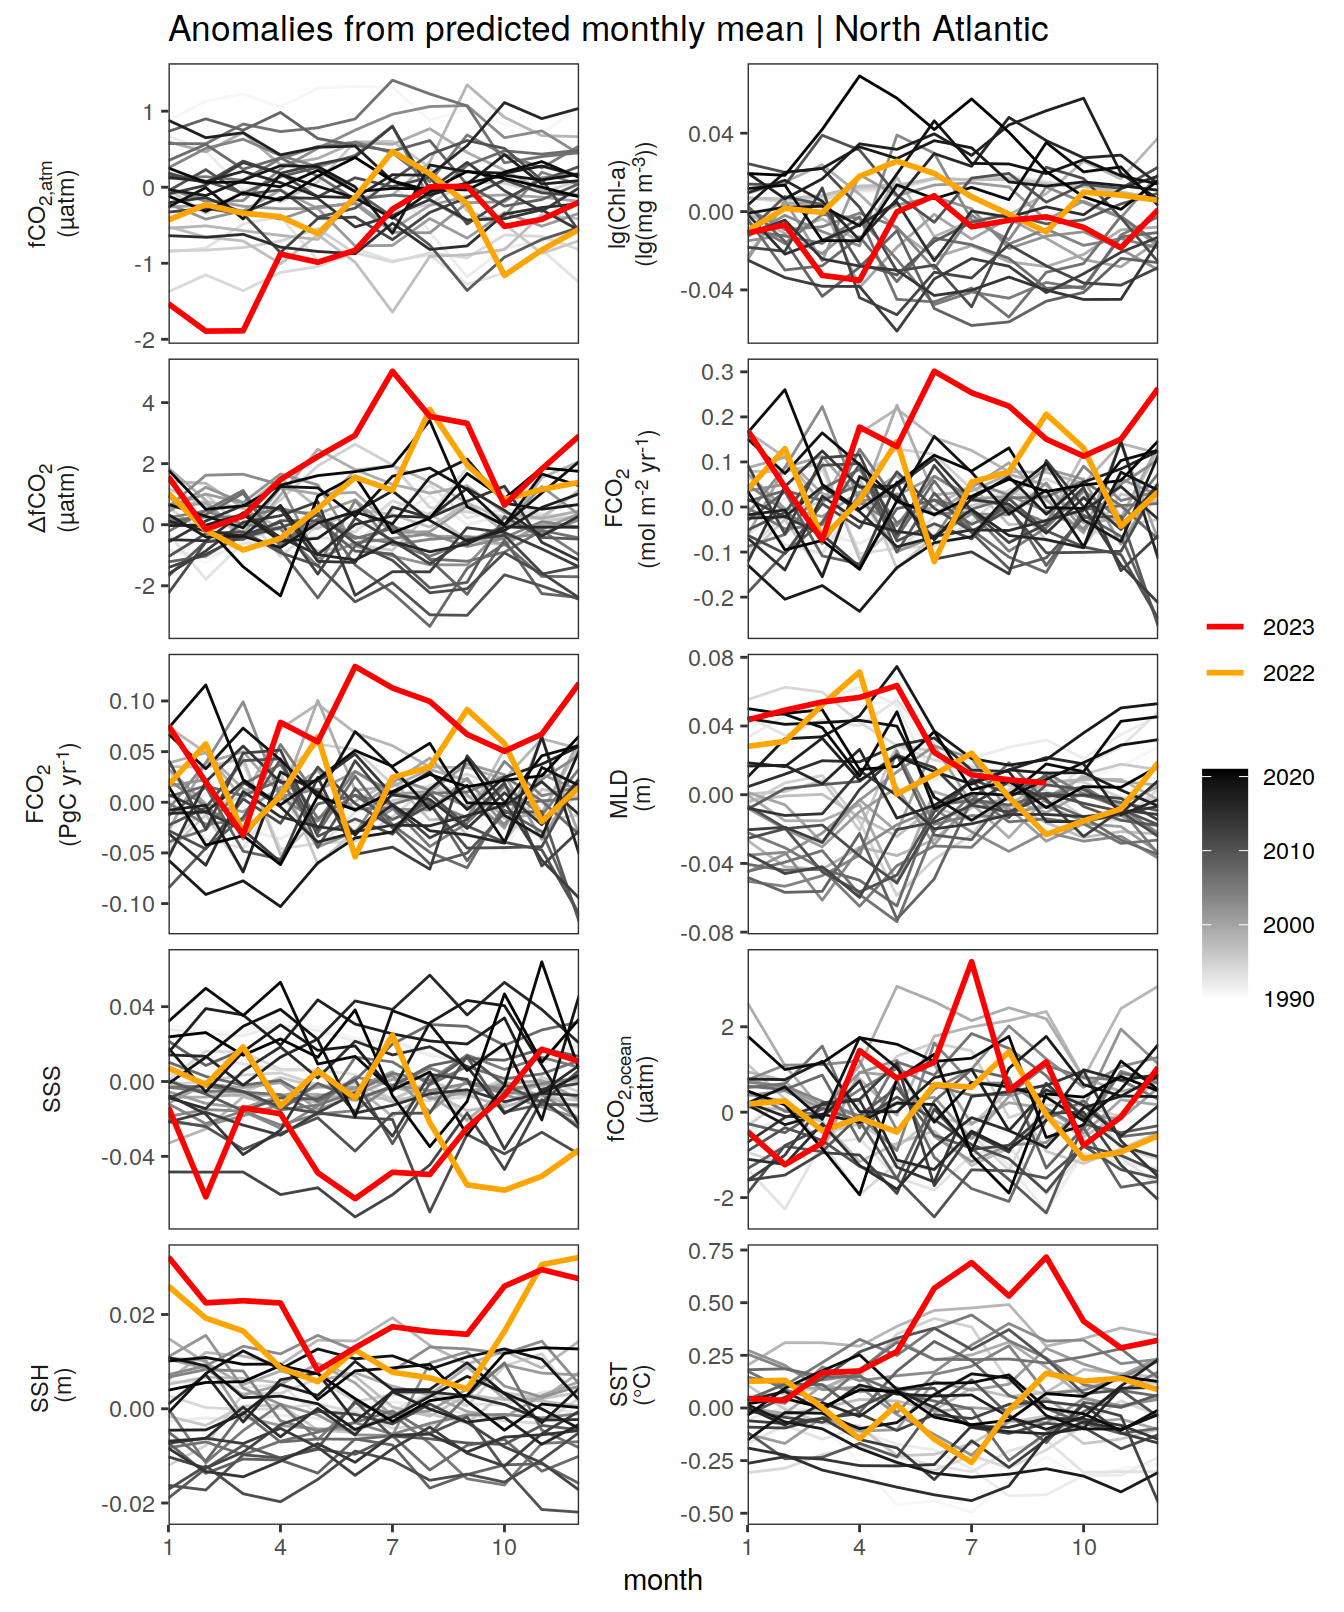 Anomalies from predicted monthly mean | North Atlantic
fCO2,atm
(µatm)
1
0
-1
-2
lg(Chl-a)
(lg(mg m-3))
0.04
0.00
-0.04
ΔfCO2
(µatm)
4
2
0
-2
FCO2
(mol m-2 yr-1)
0.3
0.2
0.1
0.0
-0.1
-0.2
FCO2
(PgC yr-1)
0.10
0.05
0.00
-0.05
-0.10
MLD
(m)
0.08
0.04
0.00
-0.04
-0.08
SSS
0.04
0.00
-0.04
fCO2,ocean
(µatm)
2
0
-2
SSH
(m)
0.02
0.00
-0.02
SST
(°C)
0.75
0.50
0.25
0.00
-0.25
-0.50
1 4 7 10
1 4 7 10
month
2023
2022
2020
2010
2000
1990